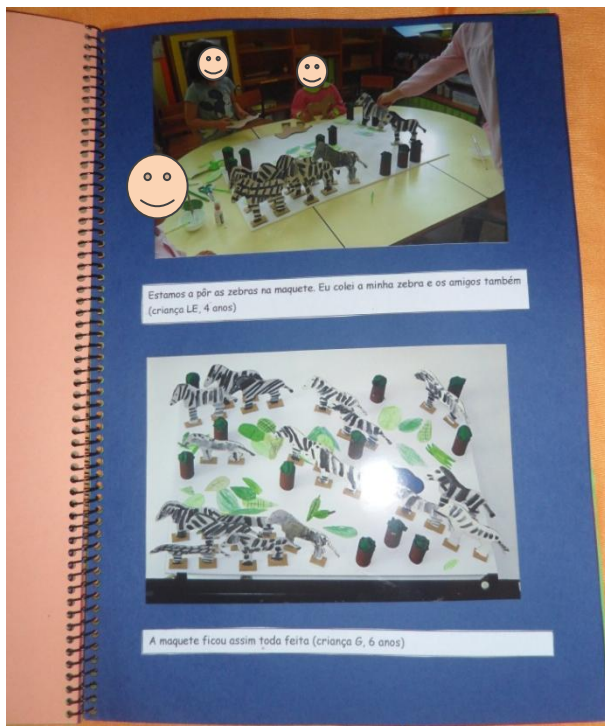 Estamos a pôr as zebras na maquete. Eu colei a minha zebra e os amigos também
(criança LE, 4 anos)
A maquete ficou assim toda feita (criança G, 6 anos)